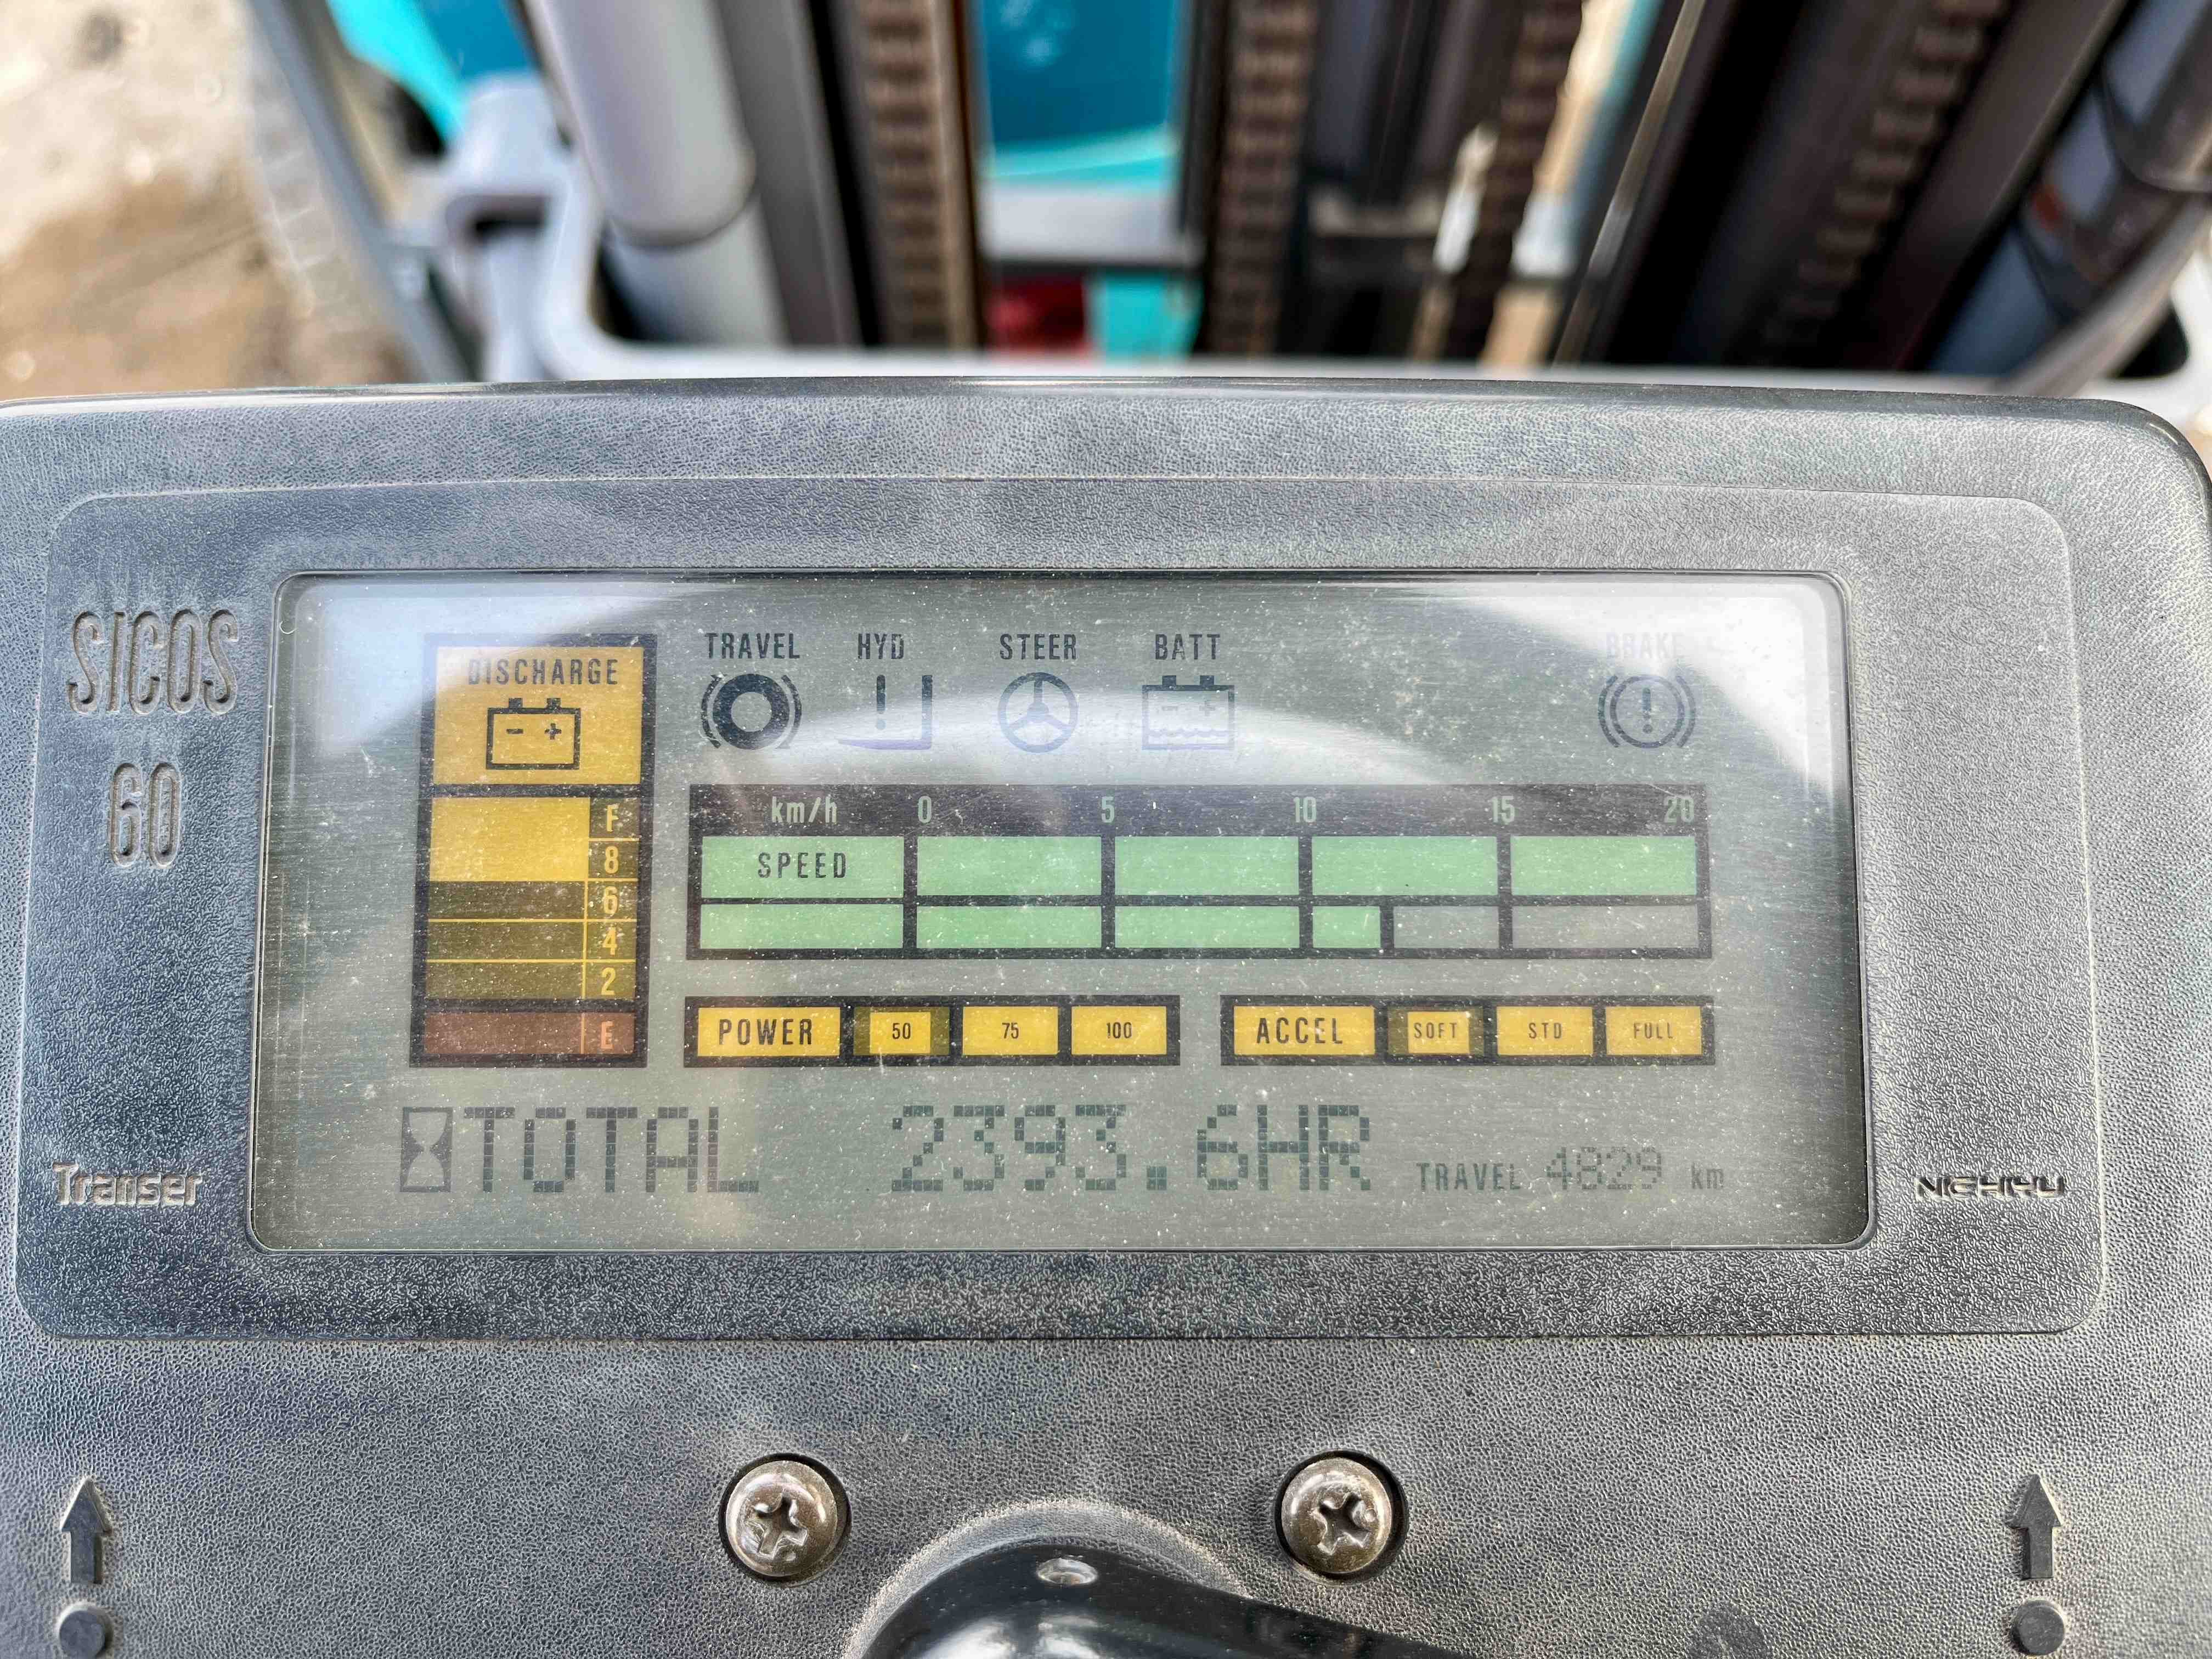 SICOS
60
Transer
DISCHARGE
- +
F
8
6
4
2
E
TRAVEL HYD STEER BATT BRAKE
! - + !
km/h 0 5 10 15 20
SPEED
POWER 50 75 100 ACCEL SOFT STD FULL
TOTAL 2393.6HR TRAVEL 4829 km
NICHIYU